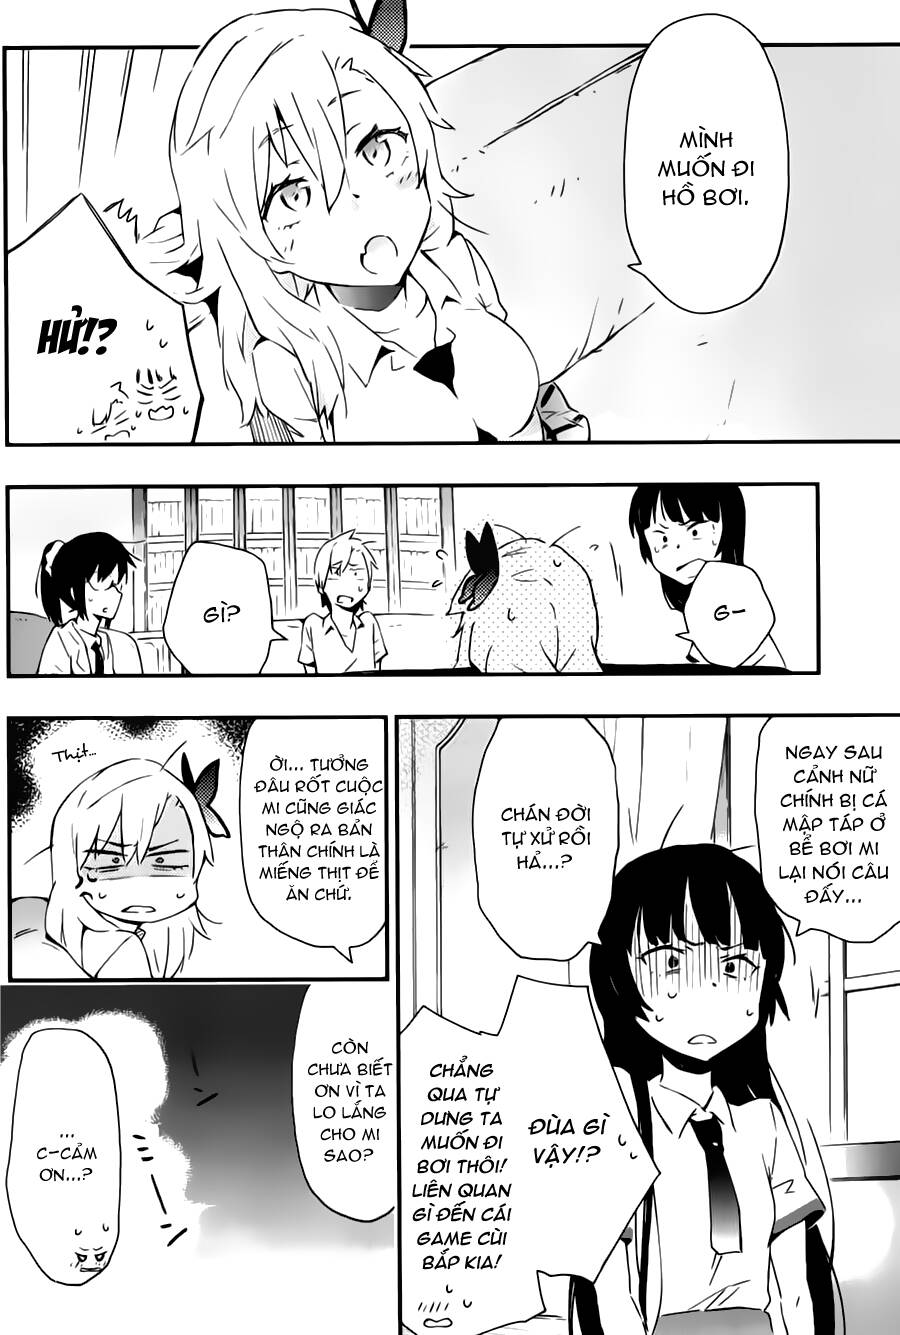 MÌNH
MUỐN ĐI
HỒ BƠI.
HỬ!?
G-
GÌ?
NGAY SAU
CẢNH NỮ
CHÍNH BỊ CÁ
MẬP TÁP Ở
BỂ BƠI MI
LẠI NÓI CÂU
ĐẤY...
CHÁN ĐỜI
TỰ XỬ RỒI
HẢ...?
ĐÙA GÌ
VẬY!?
CHẲNG
QUA TỰ
DƯNG TA
MUỐN ĐI
BƠI THÔI!
LIÊN QUAN
GÌ ĐẾN CÁI
GAME CÙI
BẮP KIA!
ỜI... TƯỞNG
ĐÂU RỐT CUỘC
MI CŨNG GIÁC
NGỘ RA BẢN
THÂN CHÍNH LÀ
MIẾNG THỊT ĐỂ
ĂN CHỨ.
Thịt...
CÒN
CHƯA BIẾT
ƠN VÌ TA
LO LẮNG
CHO MI
SAO?
...
C-CẢM
ƠN...?